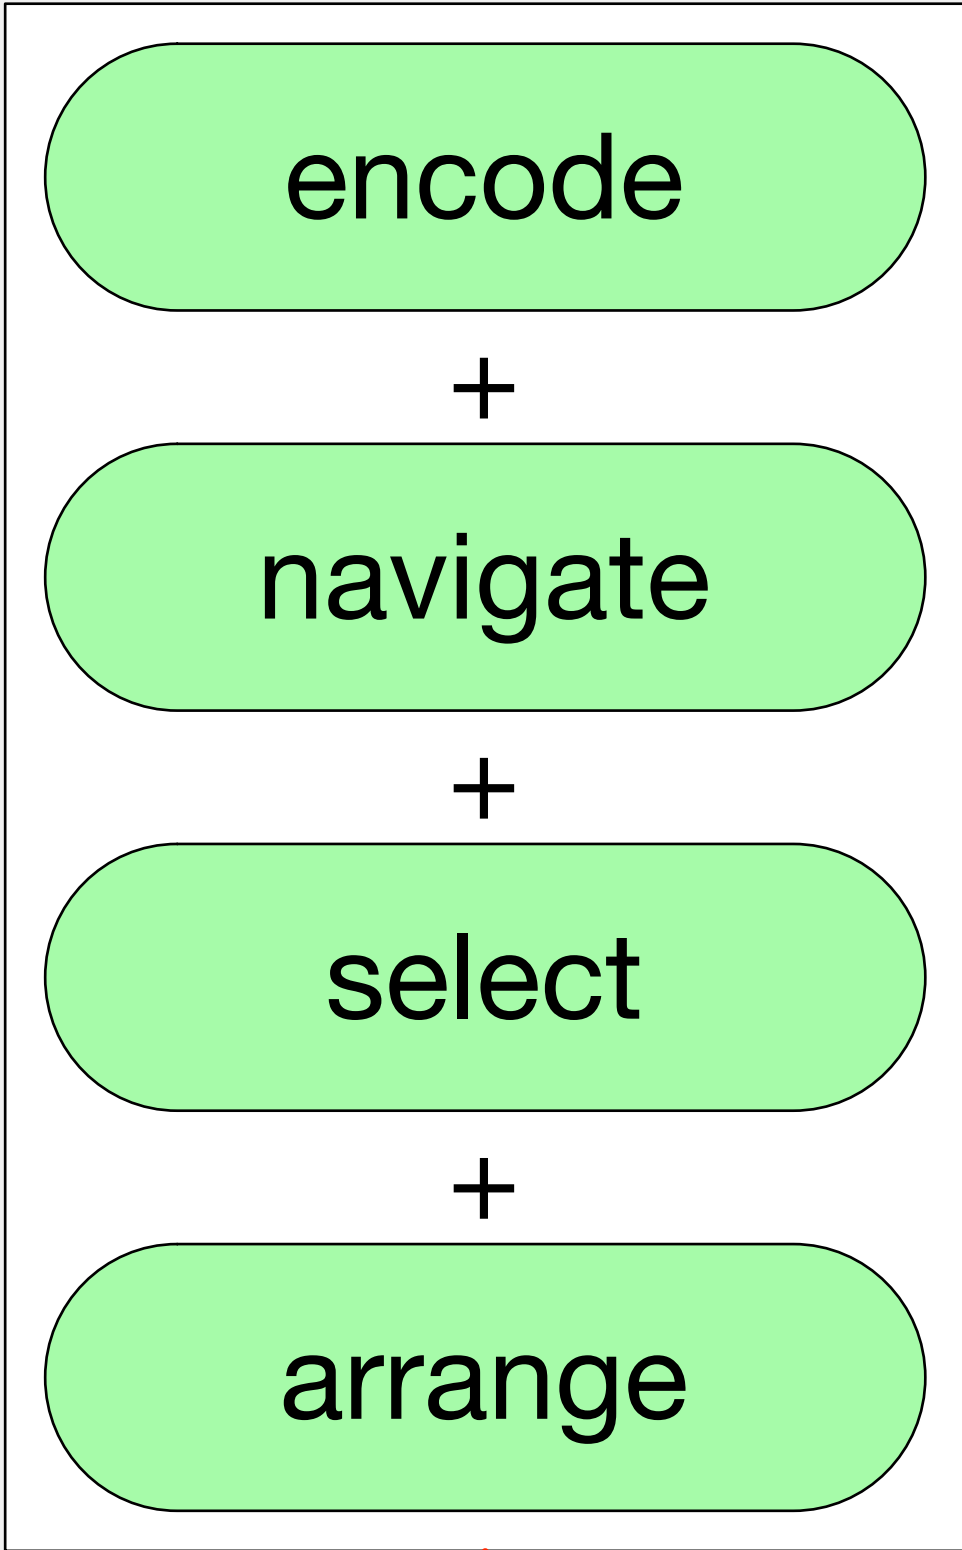 encode
+
navigate
+
select
+
arrange